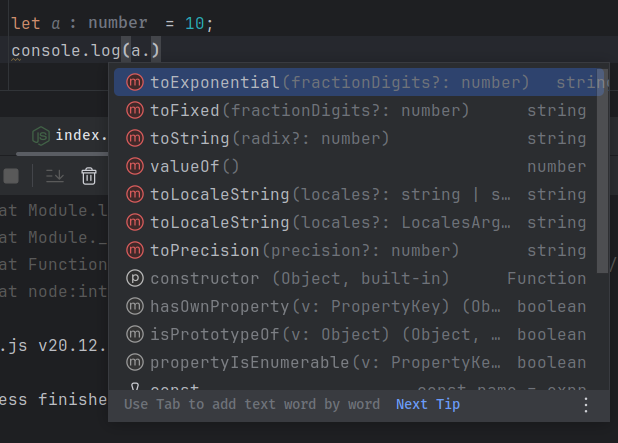 let a : number = 10;
console.log(a.)
toExponential(fractionDigits?: number) string
toFixed(fractionDigits?: number) string
toString(radix?: number) string
valueOf() number
toLocaleString(locales?: string | s… string
toLocaleString(locales?: LocalesArg… string
toPrecision(precision?: number) string
constructor (Object, built-in) Function
hasOwnProperty(v: PropertyKey) (Ob… boolean
isPrototypeOf(v: Object) (Object, … boolean
propertyIsEnumerable(v: PropertyKe… boolean
const const name = expr
Use Tab to add text word by word Next Tip
index.
at Module.l
at Module._
at Function
at node:int
.js v20.12.
ess finishe